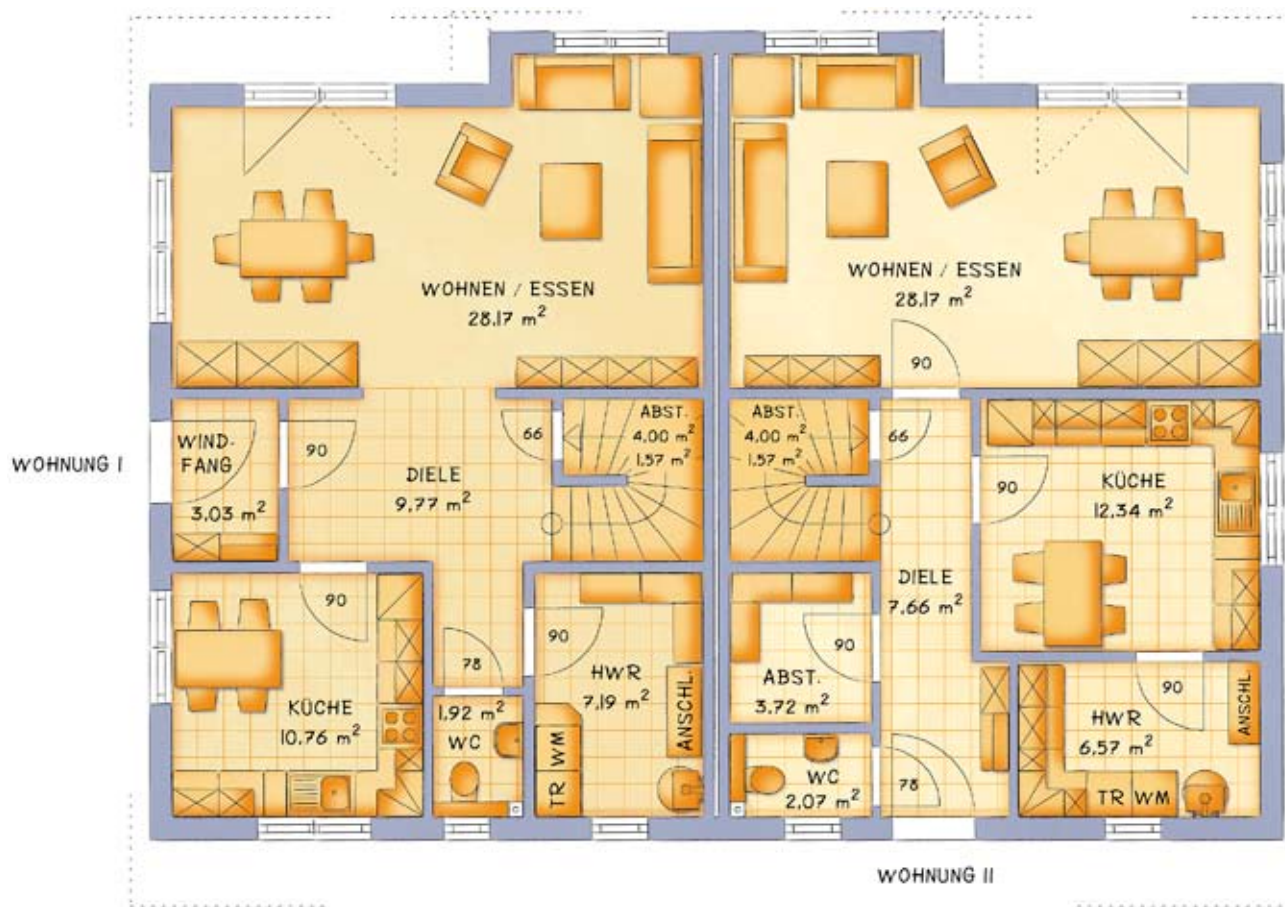 WOHNEN / ESSEN
28,17 m²
WOHNEN / ESSEN
28,17 m²
90
WOHNUNG I
WIND-
FANG
3,03 m²
90
DIELE
9,77 m²
66
ABST.
4,00 m²
1,57 m²
ABST.
4,00 m²
1,57 m²
66
90
KÜCHE
12,34 m²
DIELE
7,66 m²
90
KÜCHE
10,76 m²
78
1,92 m²
WC
90
HWR
7,19 m²
ANSCHL.
TR WM
90
ABST.
3,72 m²
WC
2,07 m²
78
90
HWR
6,57 m²
ANSCHL.
TR WM
WOHNUNG II